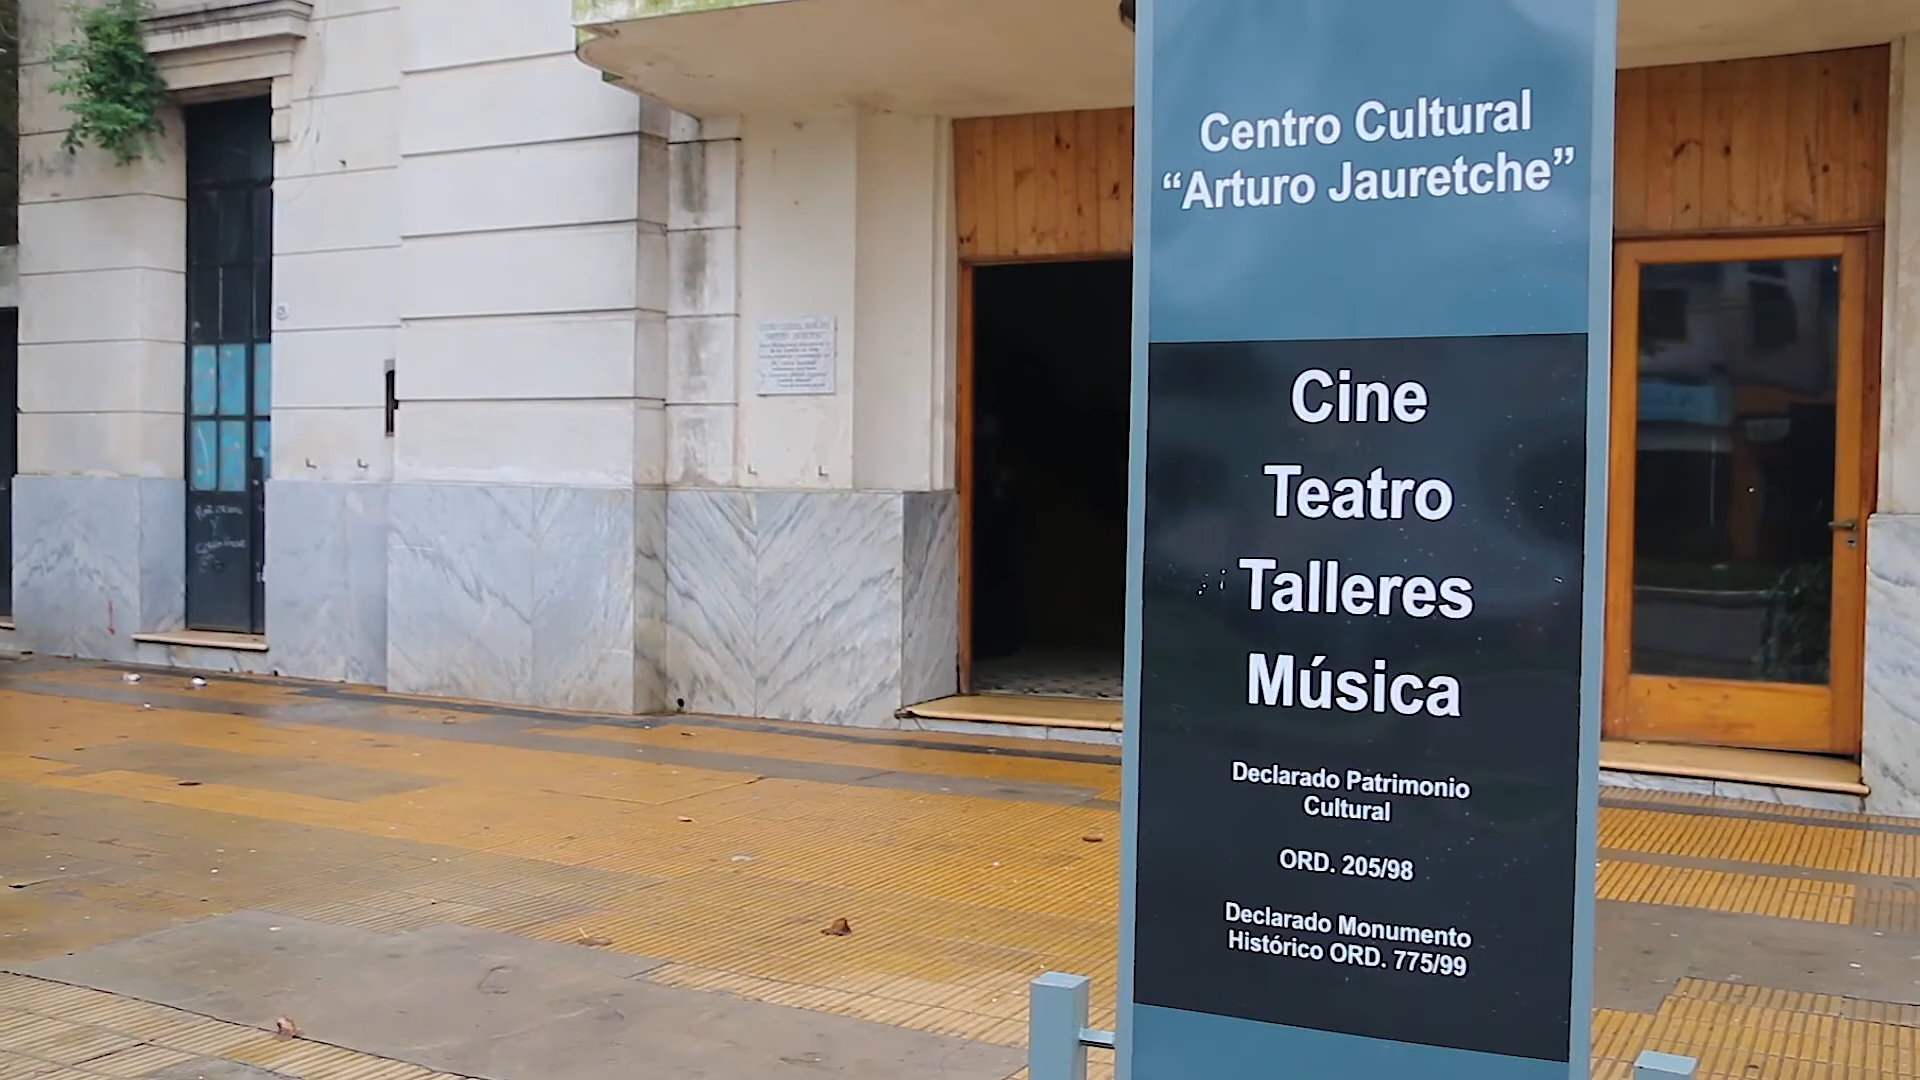 Centro Cultural
“Arturo Jauretche”
Cine
Teatro
Talleres
Música
Declarado Patrimonio
Cultural
ORD. 205/98
Declarado Monumento
Histórico ORD. 775/99